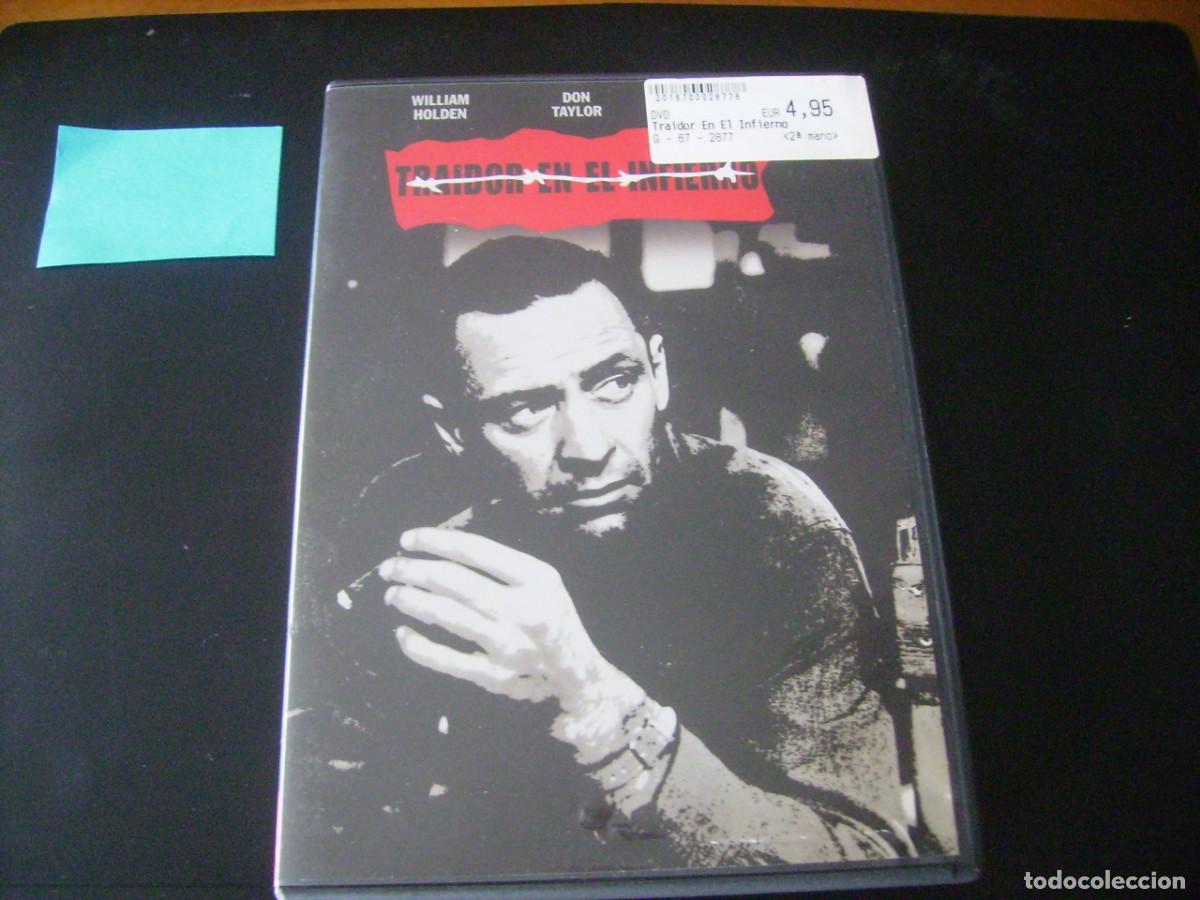 WILLIAM
HOLDEN
DON
TAYLOR
2016700028776
DVD
EUR 4,95
Traidor En El Infierno
G - 67 - 2877
<2ª mano>
TRAIDOR EN EL INFIERNO
todocoleccion